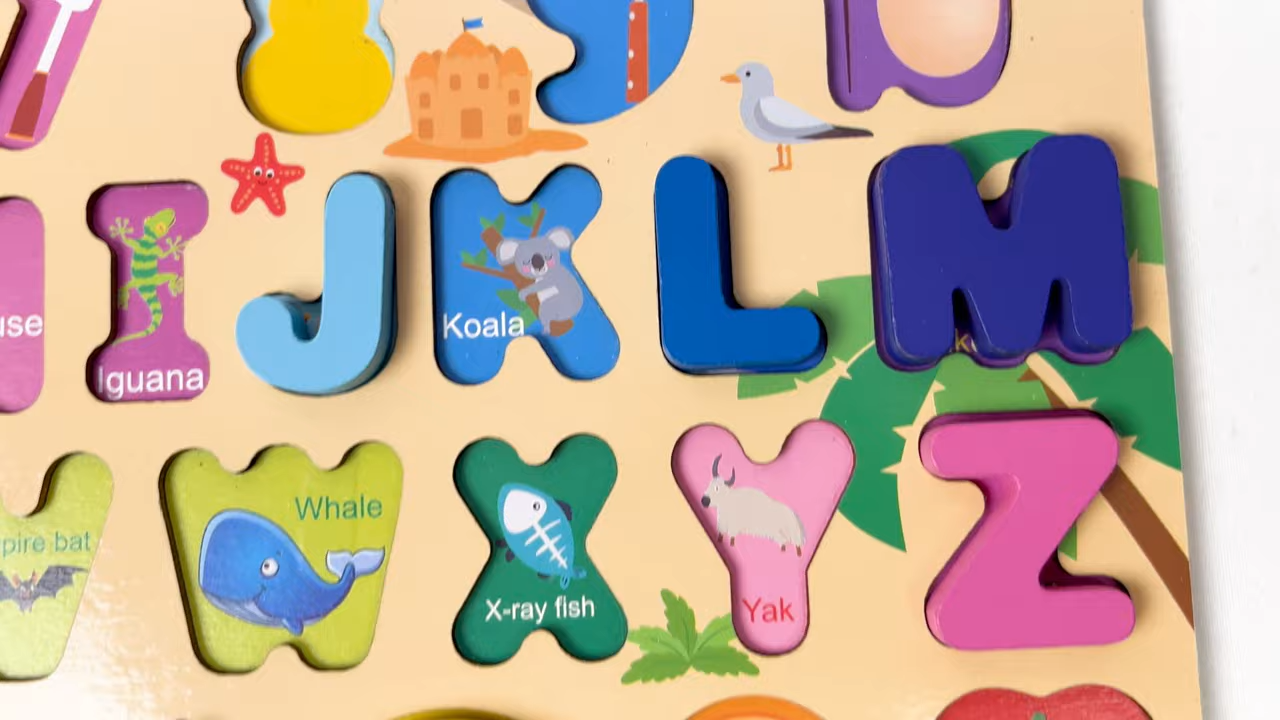 I J K L M
use
Iguana
Koala
W X Y Z
pire bat
Whale
X-ray fish
Yak